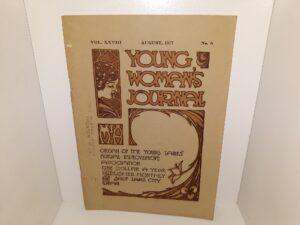 VOL. XXVIII AUGUST, 1917 No. 8
YOUNG
WOMAN'S
JOURNAL
ORGAN OF THE YOUNG LADIES'
MUTUAL IMPROVEMENT
ASSOCIATION
ONE DOLLAR A YEAR
PUBLISHED MONTHLY
AT SALT LAKE CITY
UTAH